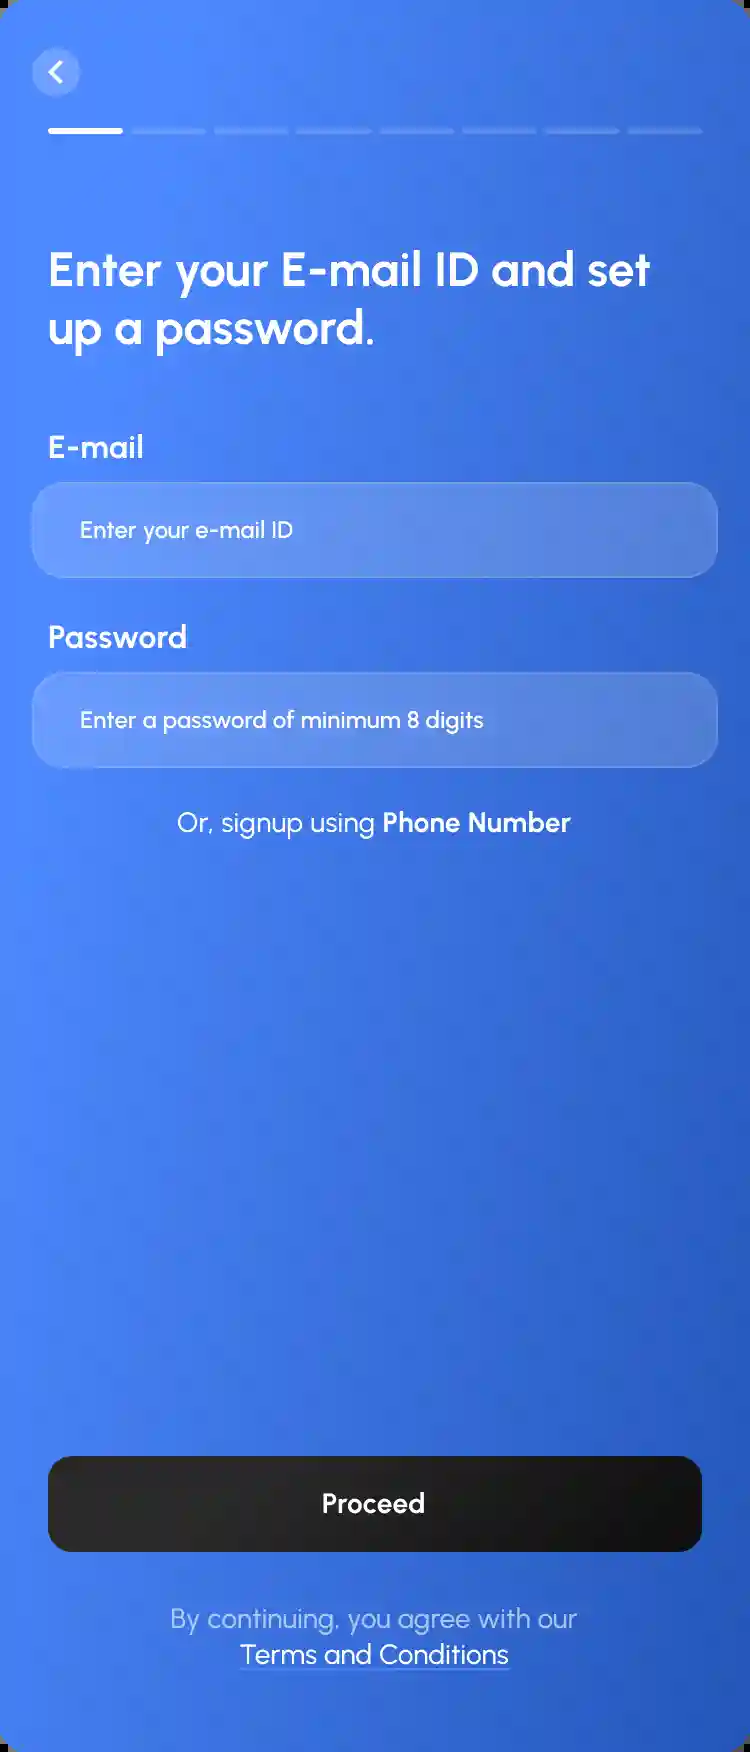 Enter your E-mail ID and set
up a password.
E-mail
Enter your e-mail ID
Password
Enter a password of minimum 8 digits
Or, signup using Phone Number
Proceed
By continuing, you agree with our
Terms and Conditions